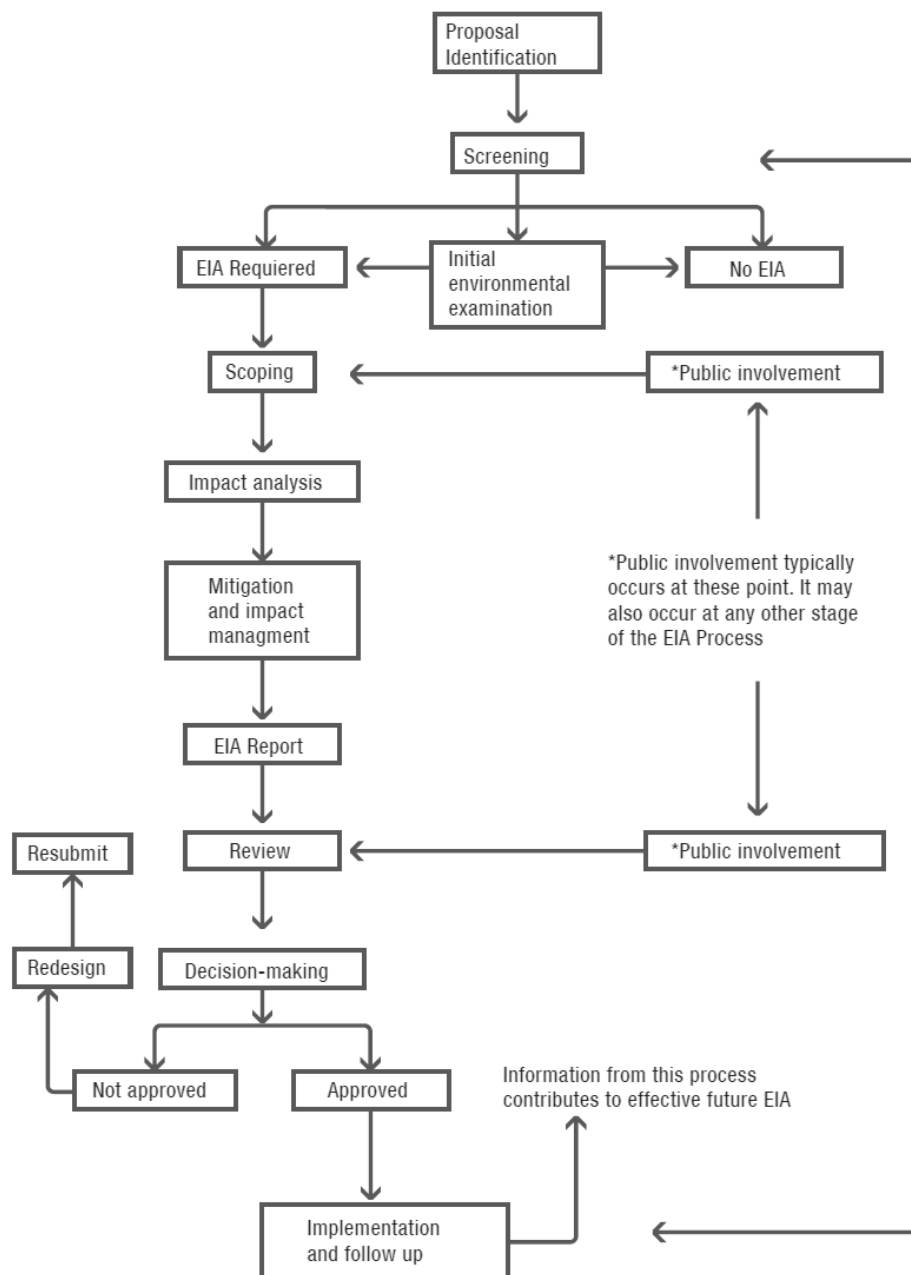 Proposal
Identification
Screening
EIA Requiered
Initial
environmental
examination
No EIA
Scoping
*Public involvement
Impact analysis
Mitigation
and impact
managment
*Public involvement typically
occurs at these point. It may
also occur at any other stage
of the EIA Process
EIA Report
Resubmit
Review
*Public involvement
Redesign
Decision-making
Not approved
Approved
Information from this process
contributes to effective future EIA
Implementation
and follow up